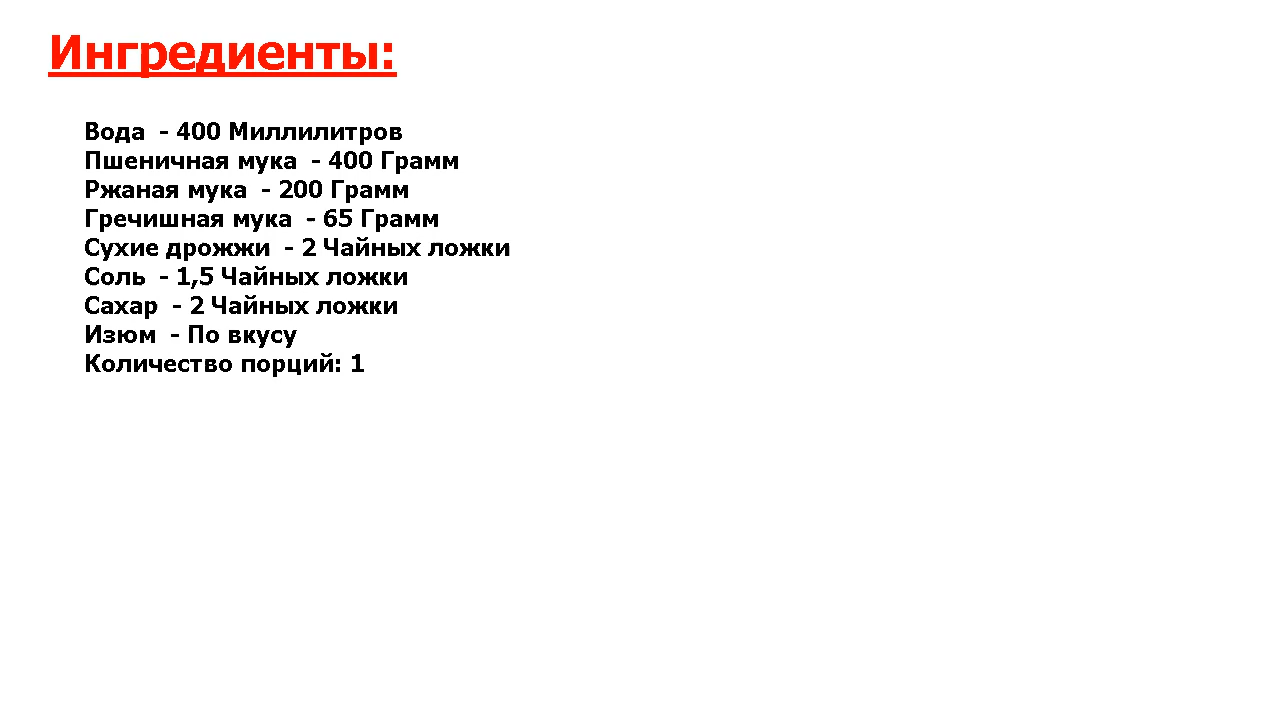 Ингредиенты:
Вода  - 400 Миллилитров
Пшеничная мука  - 400 Грамм
Ржаная мука  - 200 Грамм
Гречишная мука  - 65 Грамм
Сухие дрожжи  - 2 Чайных ложки
Соль  - 1,5 Чайных ложки
Сахар  - 2 Чайных ложки
Изюм  - По вкусу
Количество порций: 1